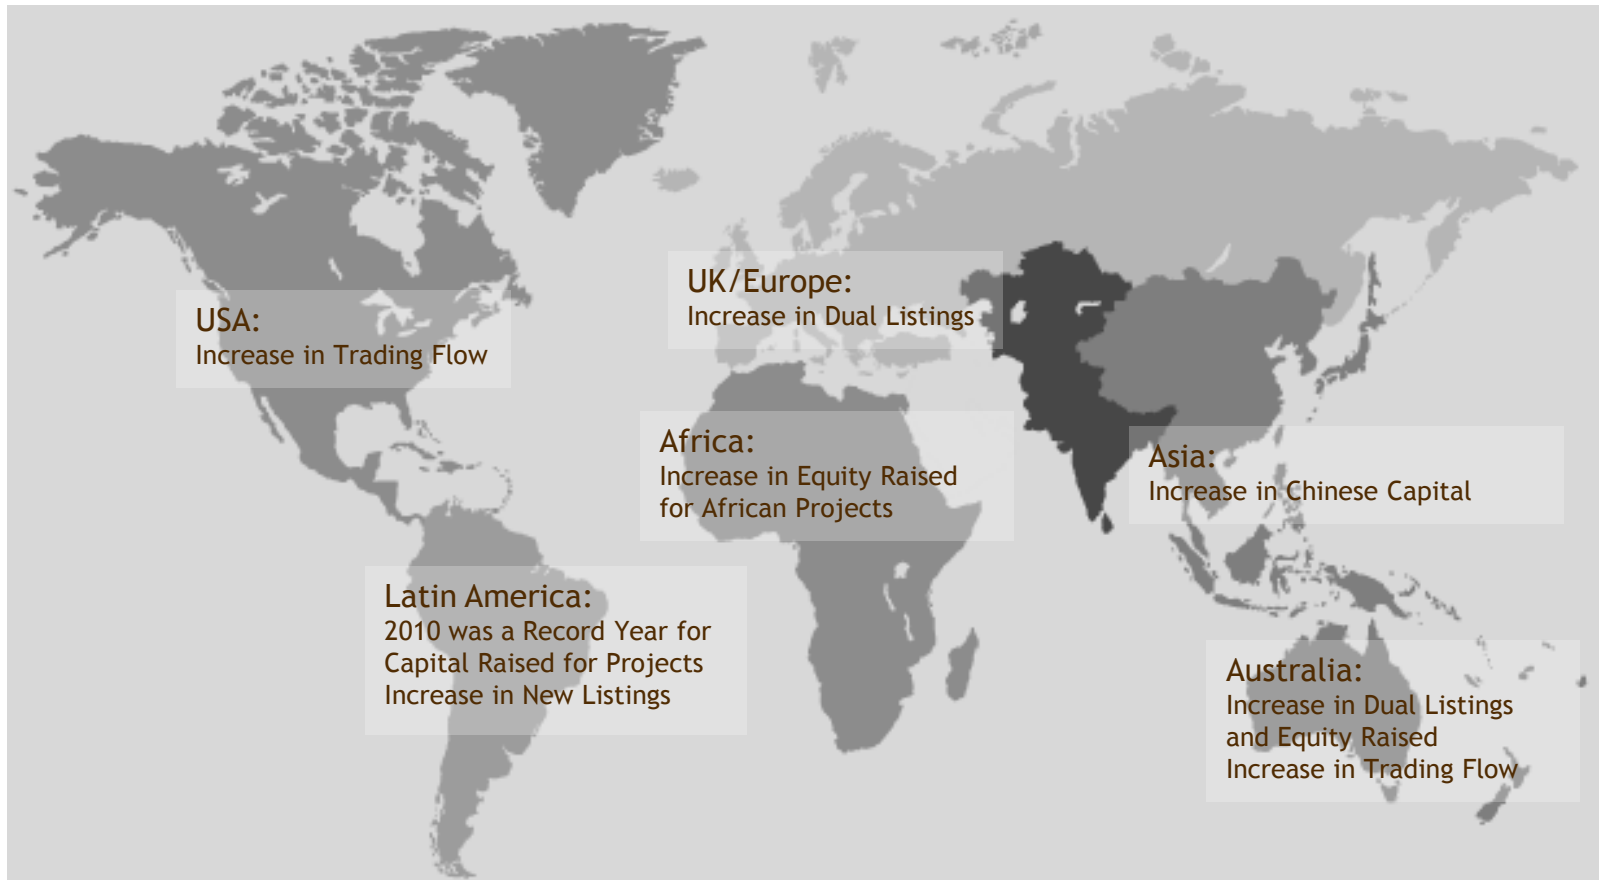 USA:
Increase in Trading Flow
UK/Europe:
Increase in Dual Listings
Africa:
Increase in Equity Raised
for African Projects
Asia:
Increase in Chinese Capital
Latin America:
2010 was a Record Year for
Capital Raised for Projects
Increase in New Listings
Australia:
Increase in Dual Listings
and Equity Raised
Increase in Trading Flow